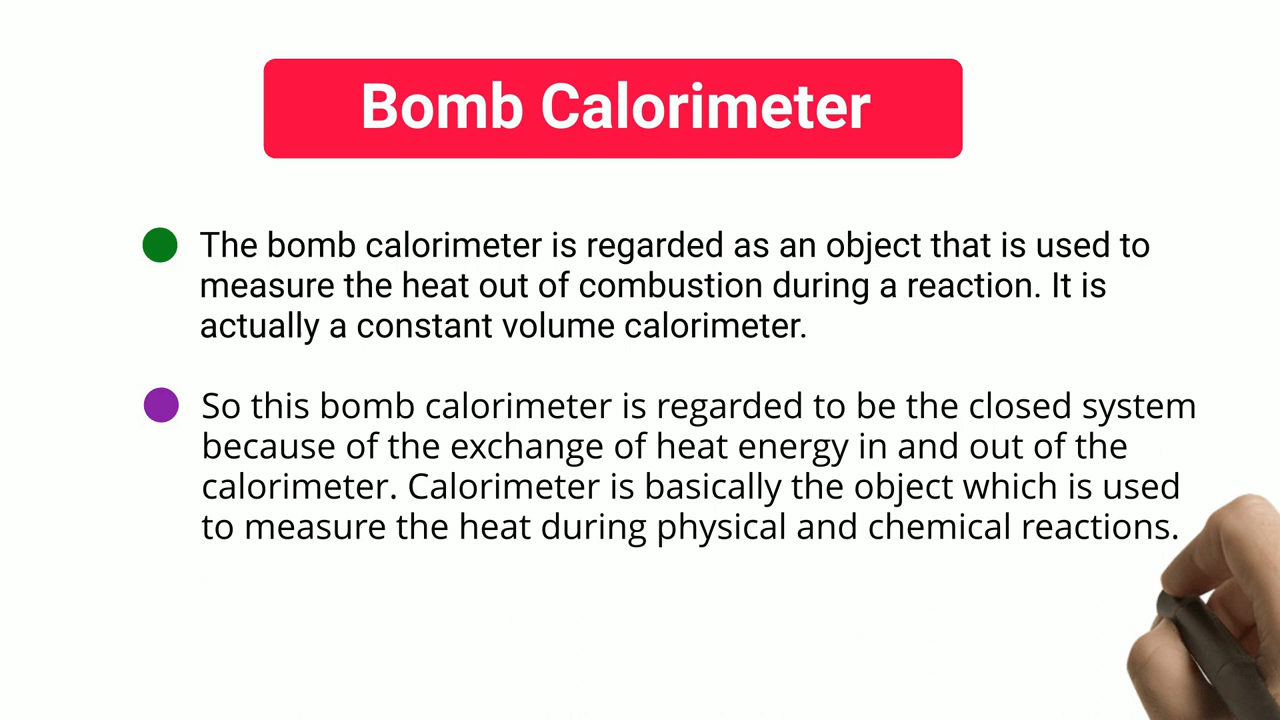 Bomb Calorimeter
The bomb calorimeter is regarded as an object that is used to
measure the heat out of combustion during a reaction. It is
actually a constant volume calorimeter.
So this bomb calorimeter is regarded to be the closed system
because of the exchange of heat energy in and out of the
calorimeter. Calorimeter is basically the object which is used
to measure the heat during physical and chemical reactions.